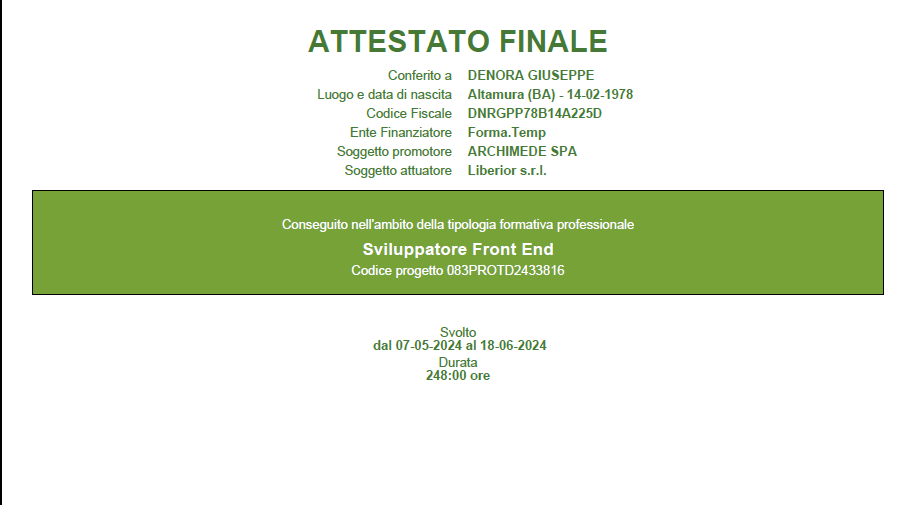 ATTESTATO FINALE
Conferito a DENORA GIUSEPPE
Luogo e data di nascita Altamura (BA) - 14-02-1978
Codice Fiscale DNRGPP78B14A225D
Ente Finanziatore Forma.Temp
Soggetto promotore ARCHIMEDE SPA
Soggetto attuatore Liberior s.r.l.
Conseguito nell'ambito della tipologia formativa professionale
Sviluppatore Front End
Codice progetto 083PROTD2433816
Svolto
dal 07-05-2024 al 18-06-2024
Durata
248:00 ore